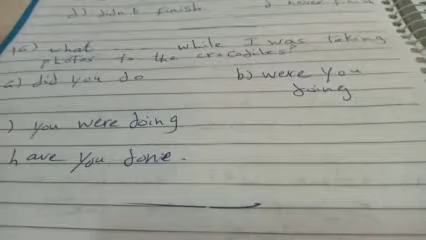 d) didn't finish.
(a) what while I was taking
photos to the crocodiles?
a) did you do b) were you
doing
) you were doing
have you done.